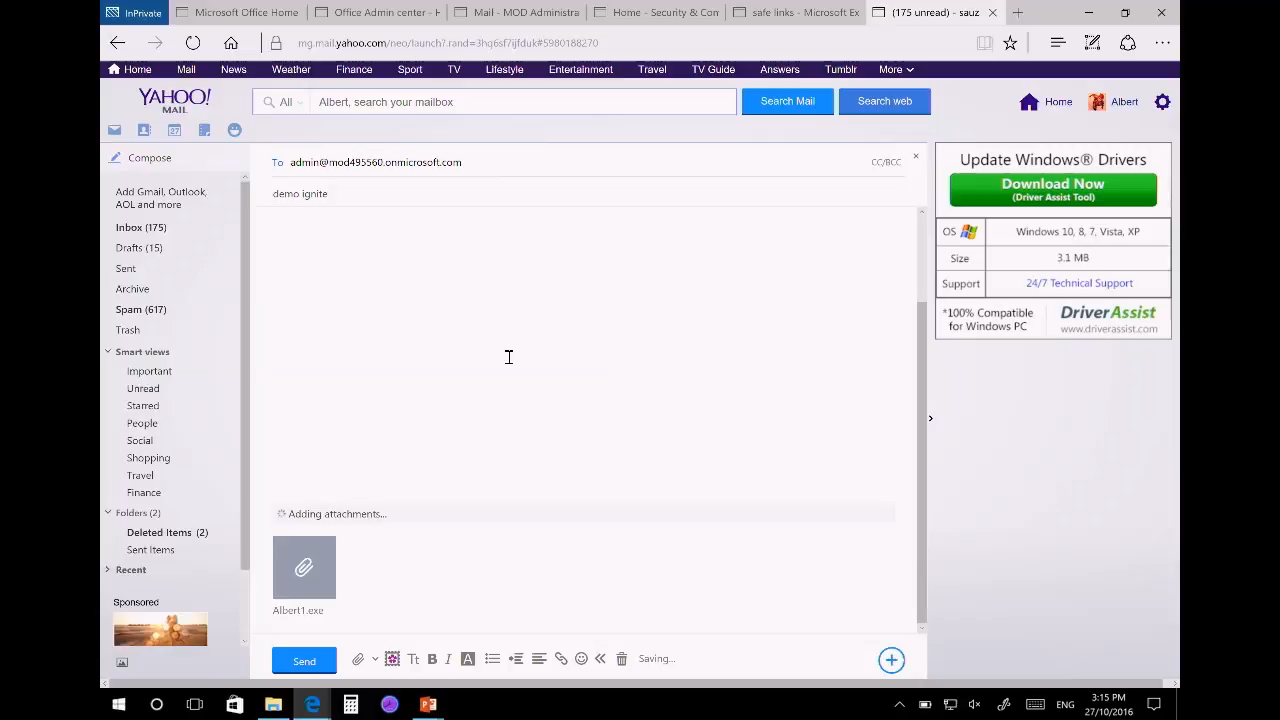 InPrivate
Microsoft Office Home
Office Admin center - H
Mail - MOD Administra
Home - Security & Con
safe links - Microsoft Ex
(175 unread) - sauz
mg.mail.yahoo.com/neo/launch?.rand=3hq6sf7ijfduk#5980188270
Home Mail News Weather Finance Sport TV Lifestyle Entertainment Travel TV Guide Answers Tumblr More
YAHOO!
MAIL
All
Albert, search your mailbox
Search Mail
Search web
Home
Albert
27
Compose
Add Gmail, Outlook,
AOL and more
Inbox (175)
Drafts (15)
Sent
Archive
Spam (617)
Trash
Smart views
Important
Unread
Starred
People
Social
Shopping
Travel
Finance
Folders (2)
Deleted Items (2)
Sent Items
Recent
Sponsored
To admin@mod495560.onmicrosoft.com
CC/BCC
demo ignite
Adding attachments...
Albert1.exe
Send
Tt B I A
Saving...
Update Windows® Drivers
Download Now
(Driver Assist Tool)
OS Windows 10, 8, 7, Vista, XP
Size 3.1 MB
Support 24/7 Technical Support
*100% Compatible
for Windows PC
DriverAssist
www.driverassist.com
ENG
3:15 PM
27/10/2016